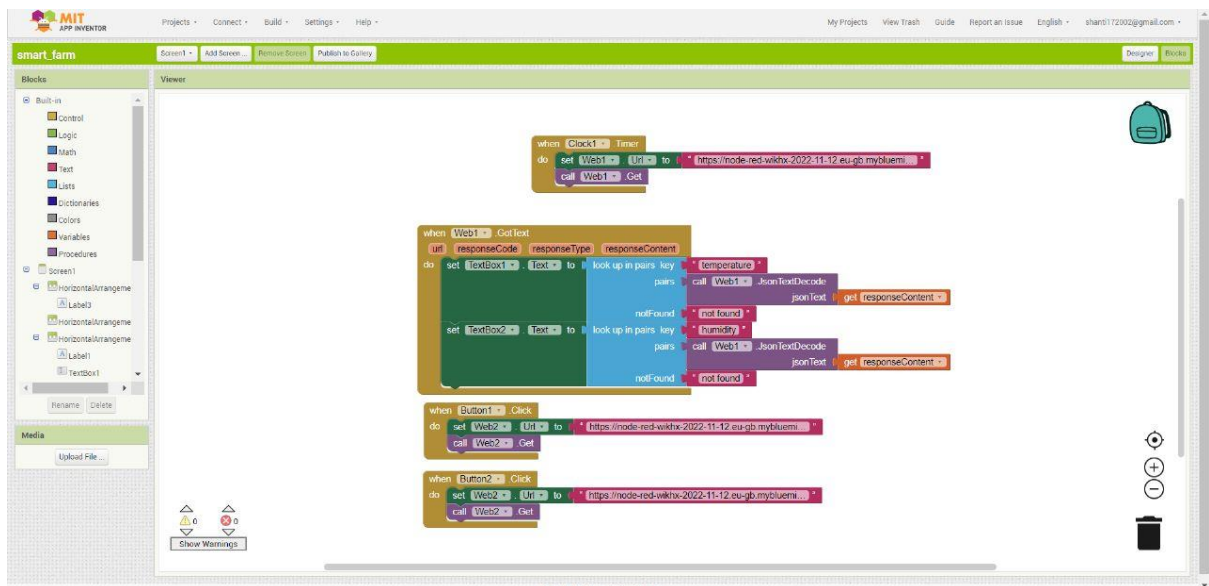 MIT
APP INVENTOR
Projects Connect Build Settings Help
My Projects View Trash Guide Report an Issue English shanti172002@gmail.com
smart_farm
Screen1 Add Screen ... Remove Screen Publish to Gallery
Designer Blocks
Blocks
Viewer
Built-in
Control
Logic
Math
Text
Lists
Dictionaries
Colors
Variables
Procedures
Screen1
HorizontalArrangeme
Label3
HorizontalArrangeme
HorizontalArrangeme
Label1
TextBox1
Rename Delete
Media
Upload File ...
when Clock1 .Timer
do set Web1 . Url to " https://node-red-wikhx-2022-11-12.eu-gb.mybluemi... "
call Web1 .Get
when Web1 .GotText
url responseCode responseType responseContent
do set TextBox1 . Text to look up in pairs key " temperature "
pairs call Web1 .JsonTextDecode
jsonText get responseContent
notFound " not found "
set TextBox2 . Text to look up in pairs key " humidity "
pairs call Web1 .JsonTextDecode
jsonText get responseContent
notFound " not found "
when Button1 .Click
do set Web2 . Url to " https://node-red-wikhx-2022-11-12.eu-gb.mybluemi... "
call Web2 .Get
when Button2 .Click
do set Web2 . Url to " https://node-red-wikhx-2022-11-12.eu-gb.mybluemi... "
call Web2 .Get
0 0
Show Warnings